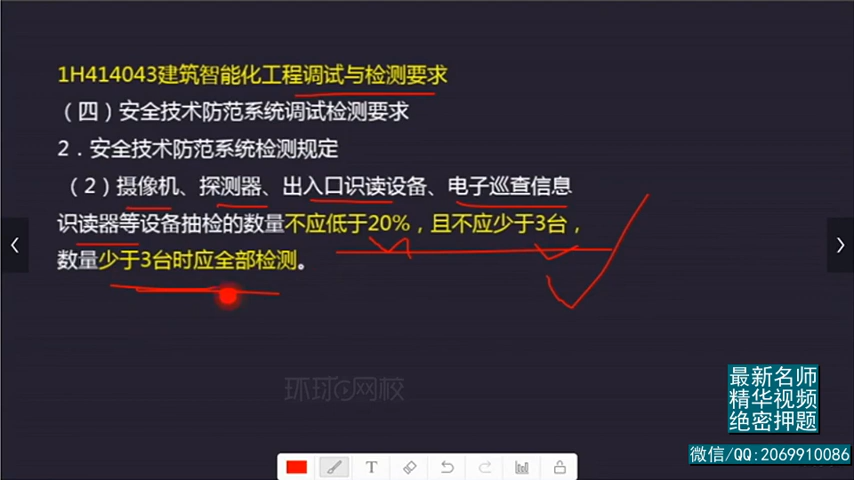 1H414043建筑智能化工程调试与检测要求
（四）安全技术防范系统调试检测要求
2．安全技术防范系统检测规定
（2）摄像机、探测器、出入口识读设备、电子巡查信息
识读器等设备抽检的数量不应低于20%，且不应少于3台，
数量少于3台时应全部检测。
环球网校
最新名师
精华视频
绝密押题
微信/QQ:2069910086
T